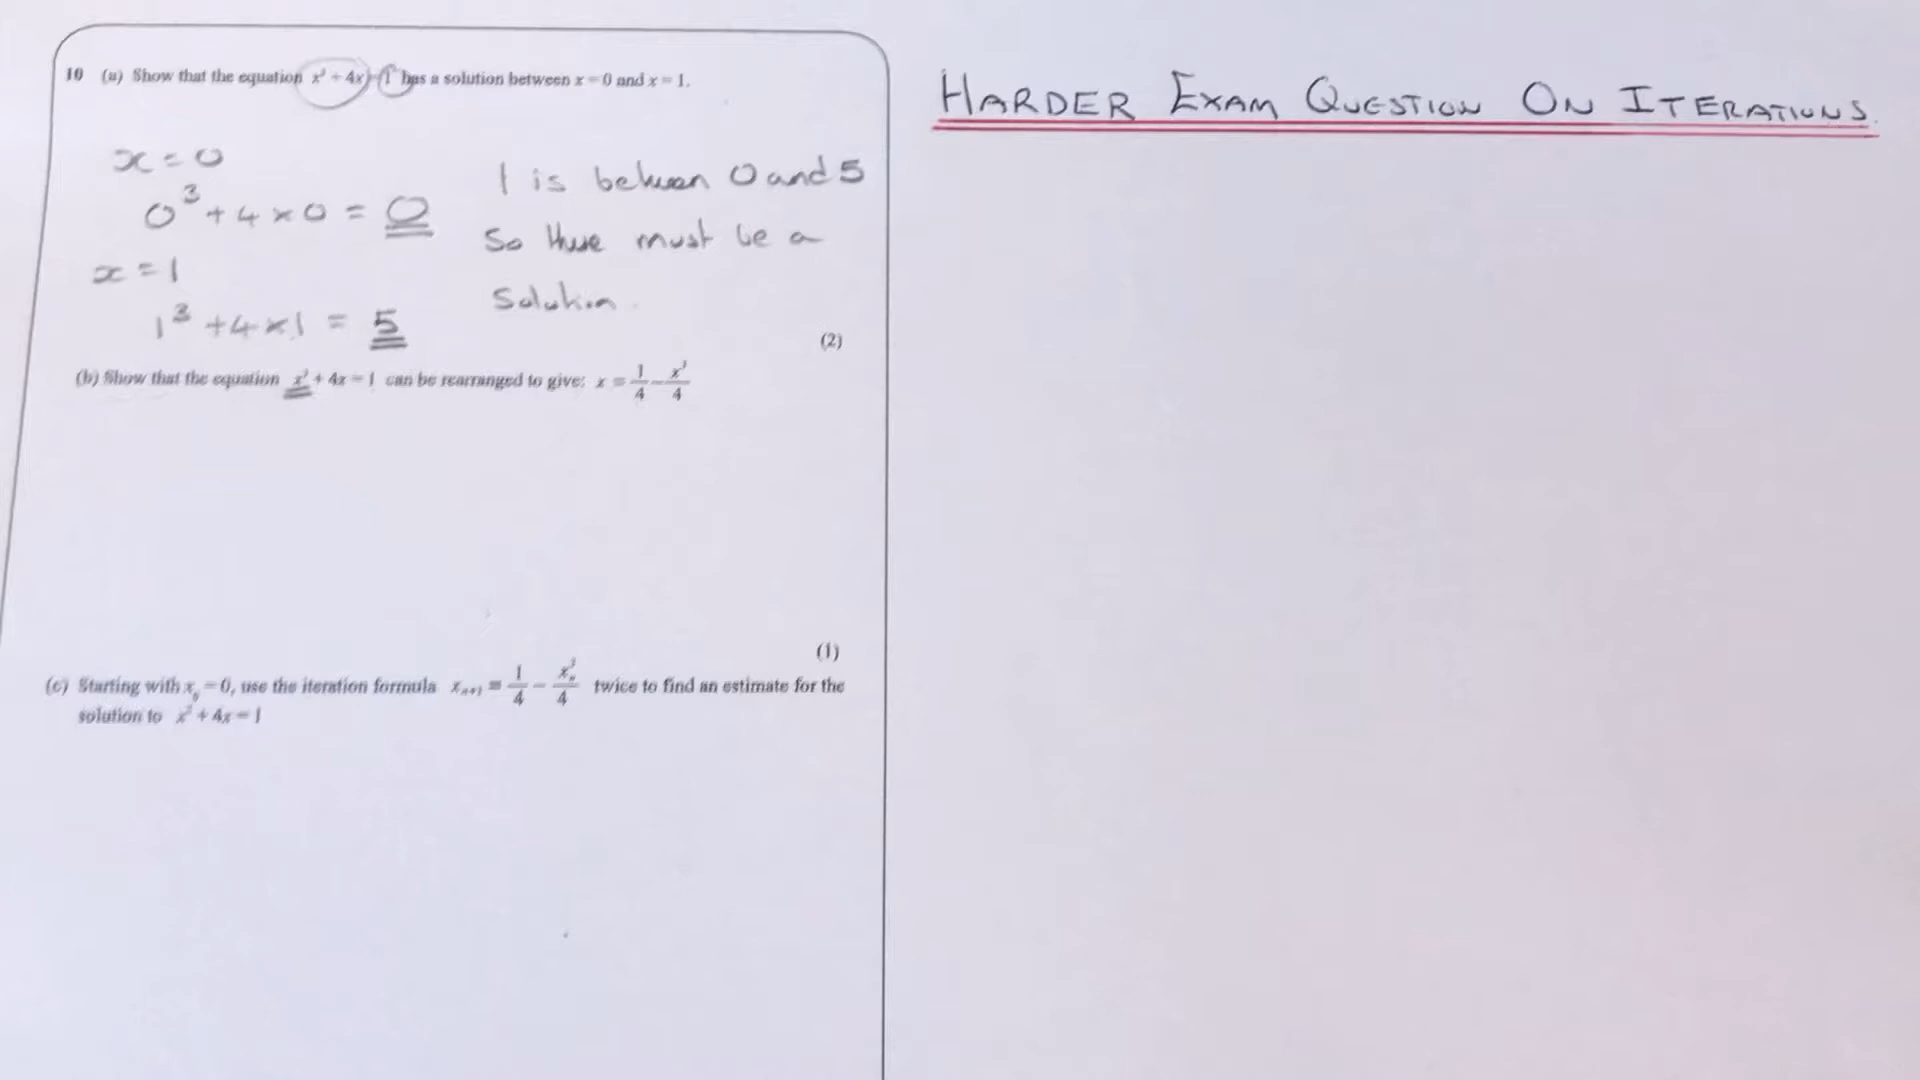 10 (a) Show that the equation x³ + 4x = 1 has a solution between x = 0 and x = 1.
HARDER EXAM QUESTION ON ITERATIONS.
x = 0
0³ + 4 × 0 = 0
x = 1
1³ + 4×1 = 5
1 is between 0 and 5
So there must be a
Solution.
(2)
(b) Show that the equation x³ + 4x = 1 can be rearranged to give: x = 1/4 − x³/4
(1)
(c) Starting with x₀ = 0, use the iteration formula xₙ₊₁ = 1/4 − xₙ³/4 twice to find an estimate for the
solution to x³ + 4x = 1